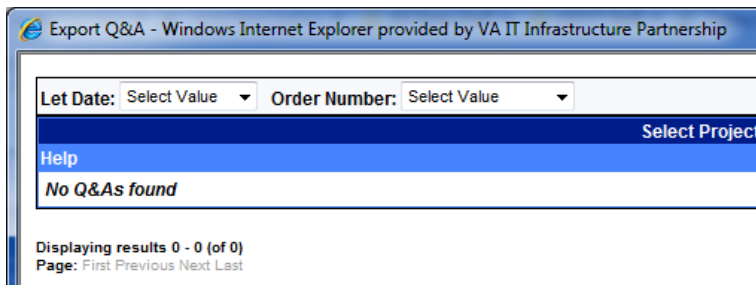 Export Q&A - Windows Internet Explorer provided by VA IT Infrastructure Partnership
Let Date: Select Value Order Number: Select Value
Select Project
Help
No Q&As found
Displaying results 0 - 0 (of 0)
Page: First Previous Next Last